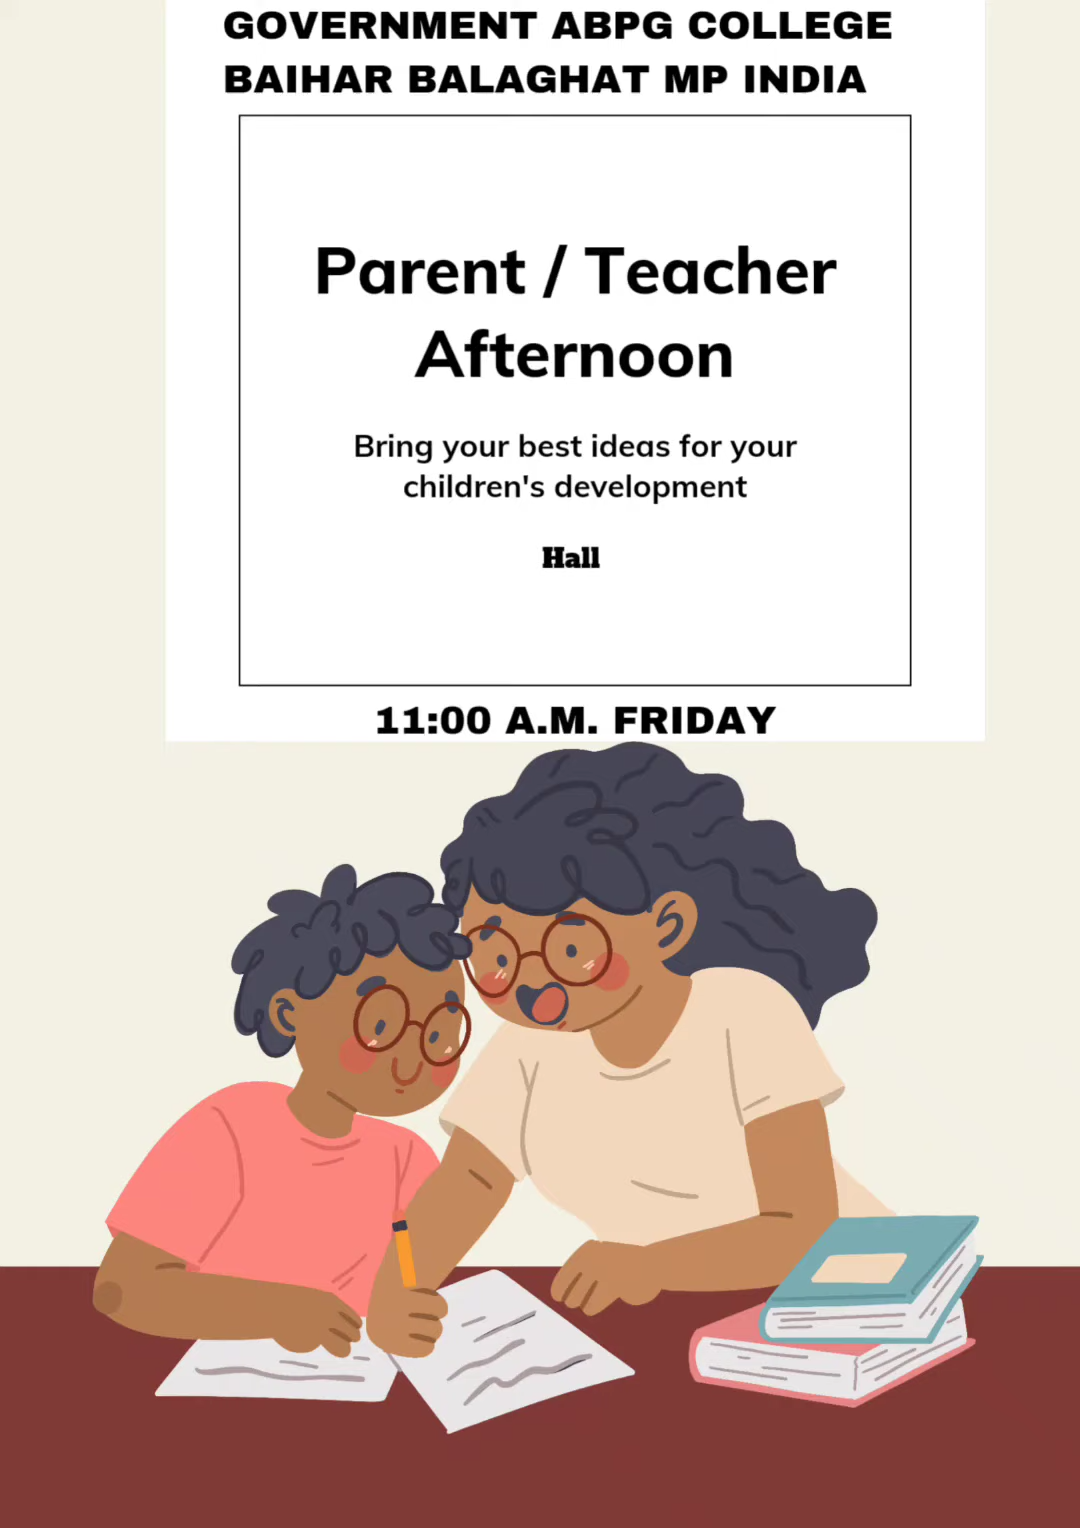 GOVERNMENT ABPG COLLEGE
BAIHAR BALAGHAT MP INDIA
Parent / Teacher
Afternoon
Bring your best ideas for your
children's development
Hall
11:00 A.M. FRIDAY